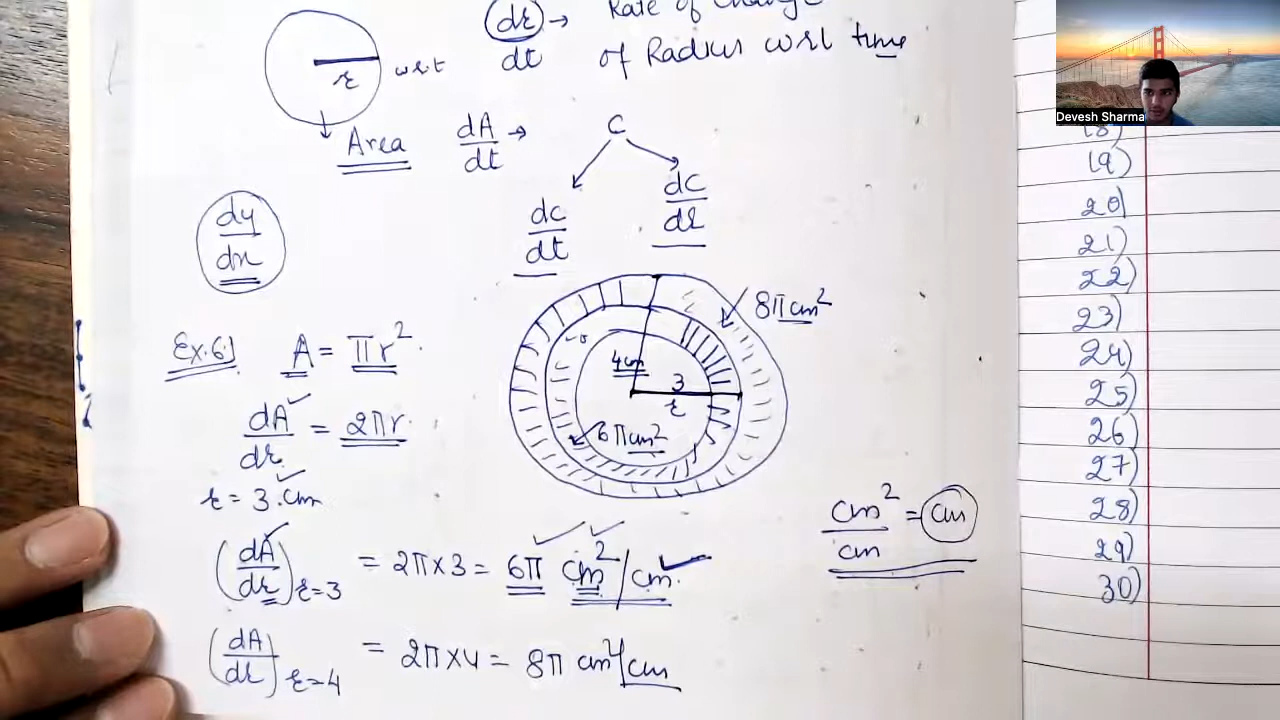 dr/dt → Rate of Change
of Radius wrt time
r
w.r.t
Area
dA/dt →
C
dc/dt
dc/dr
dy/dx
8πcm²
4cm
3
r
6πcm²
Ex.6.1
A = πr².
dA/dr = 2πr.
r = 3.cm
(dA/dr)r=3 = 2π×3 = 6π cm²/cm.
cm²/cm = cm
(dA/dr)r=4 = 2π×4 = 8π cm²/cm
Devesh Sharma
18)
19)
20)
21)
22)
23)
24)
25)
26)
27)
28)
29)
30)